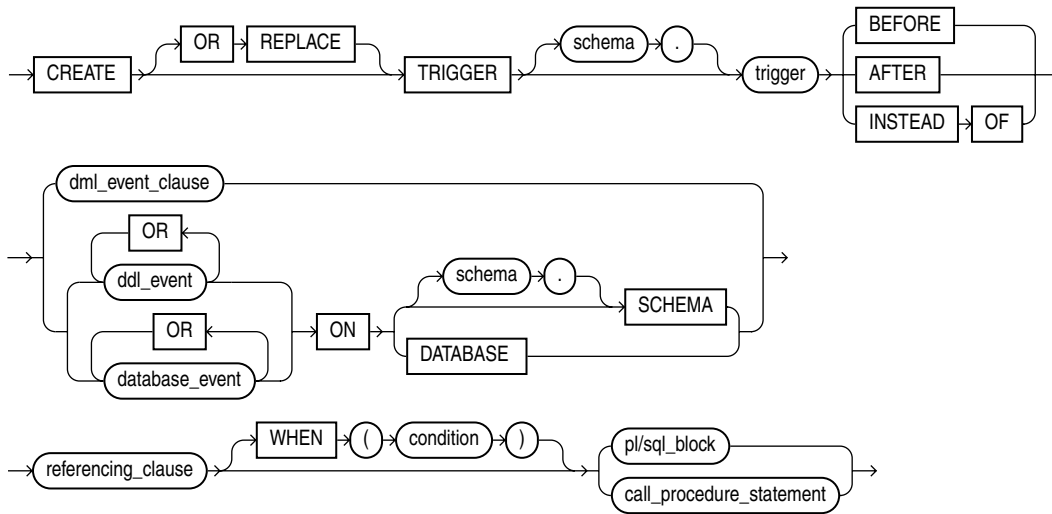 OR REPLACE schema . BEFORE
CREATE TRIGGER trigger AFTER
INSTEAD OF
dml_event_clause
OR
ddl_event schema .
OR ON SCHEMA
database_event DATABASE
WHEN ( condition ) pl/sql_block
referencing_clause call_procedure_statement